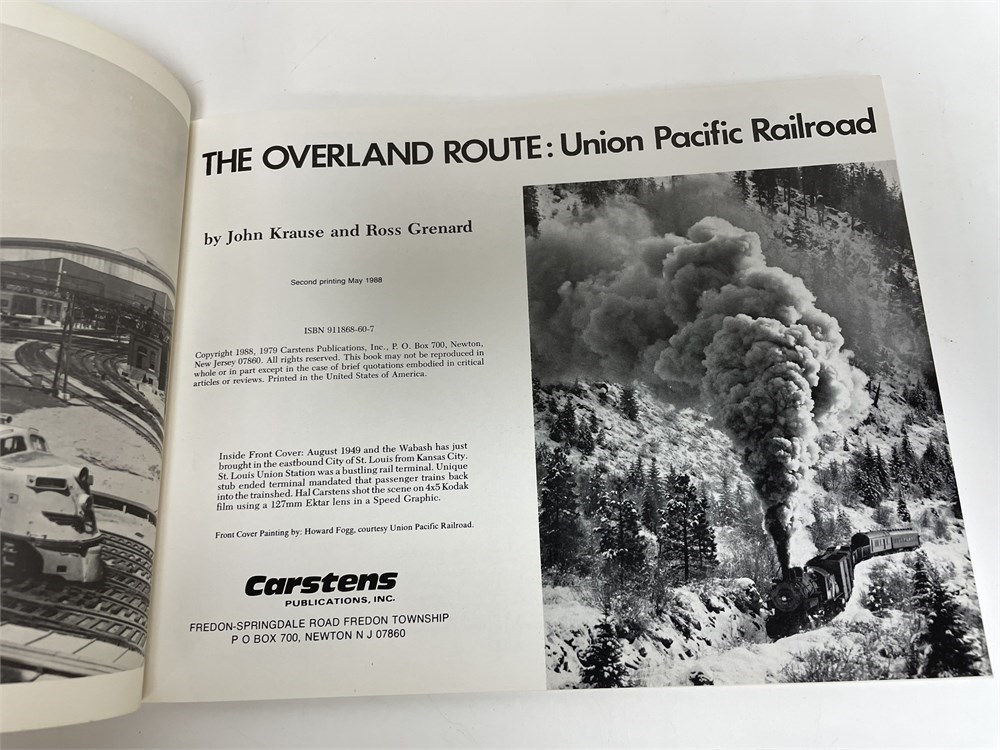 THE OVERLAND ROUTE: Union Pacific Railroad
by John Krause and Ross Grenard
Second printing May 1988
ISBN 911868-60-7
Copyright 1988, 1979 Carstens Publications, Inc., P. O. Box 700, Newton,
New Jersey 07860. All rights reserved. This book may not be reproduced in
whole or in part except in the case of brief quotations embodied in critical
articles or reviews. Printed in the United States of America.
Inside Front Cover: August 1949 and the Wabash has just
brought in the eastbound City of St. Louis from Kansas City.
St. Louis Union Station was a bustling rail terminal. Unique
stub ended terminal mandated that passenger trains back
into the trainshed. Hal Carstens shot the scene on 4x5 Kodak
film using a 127mm Ektar lens in a Speed Graphic.
Front Cover Painting by: Howard Fogg, courtesy Union Pacific Railroad.
Carstens
PUBLICATIONS, INC.
FREDON-SPRINGDALE ROAD FREDON TOWNSHIP
P O BOX 700, NEWTON N J 07860